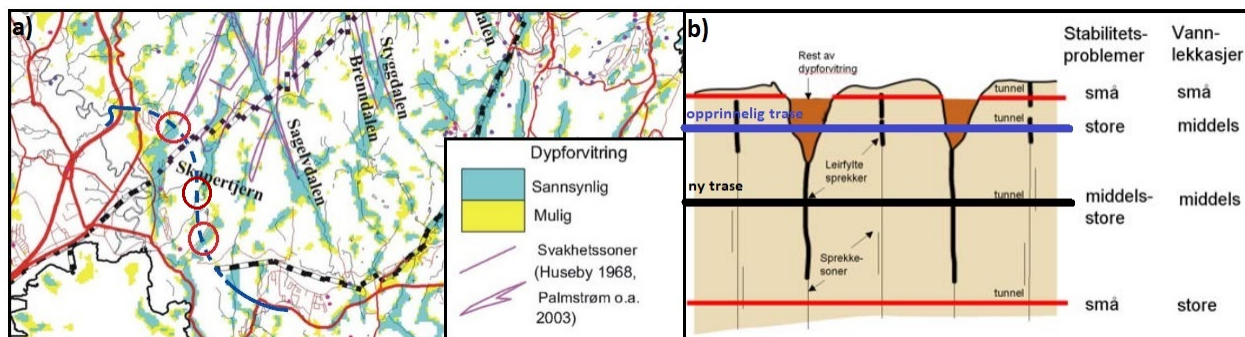 a)
Skunertjern
Sagelvdalen
Brenndalen
Styggdalen
dalen
Dypforvitring
Sannsynlig
Mulig
Svakhetssoner
(Huseby 1968,
Palmstrøm o.a.
2003)
b)
Rest av
dypforvitring
opprinnelig trase
ny trase
Leirfylte
sprekker
Sprekke-
soner
tunnel
tunnel
tunnel
tunnel
Stabilitets-
problemer
små
store
middels-
store
små
Vann-
lekkasjer
små
middels
middels
store